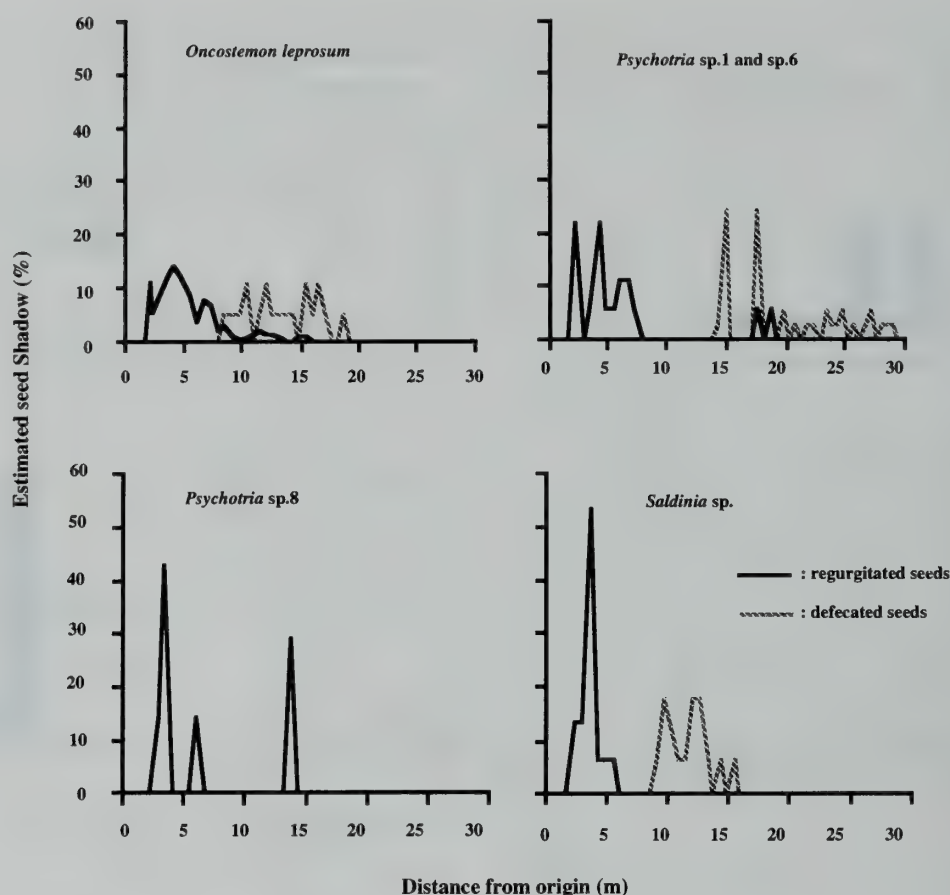 60
50
40
30
20
10
0
Oncostemon leprosum
0 5 10 15 20 25 30
Psychotria sp.1 and sp.6
0 5 10 15 20 25 30
Estimated seed Shadow (%)
60
50
40
30
20
10
0
Psychotria sp.8
0 5 10 15 20 25 30
Saldinia sp.
: regurgitated seeds
: defecated seeds
0 5 10 15 20 25 30
Distance from origin (m)